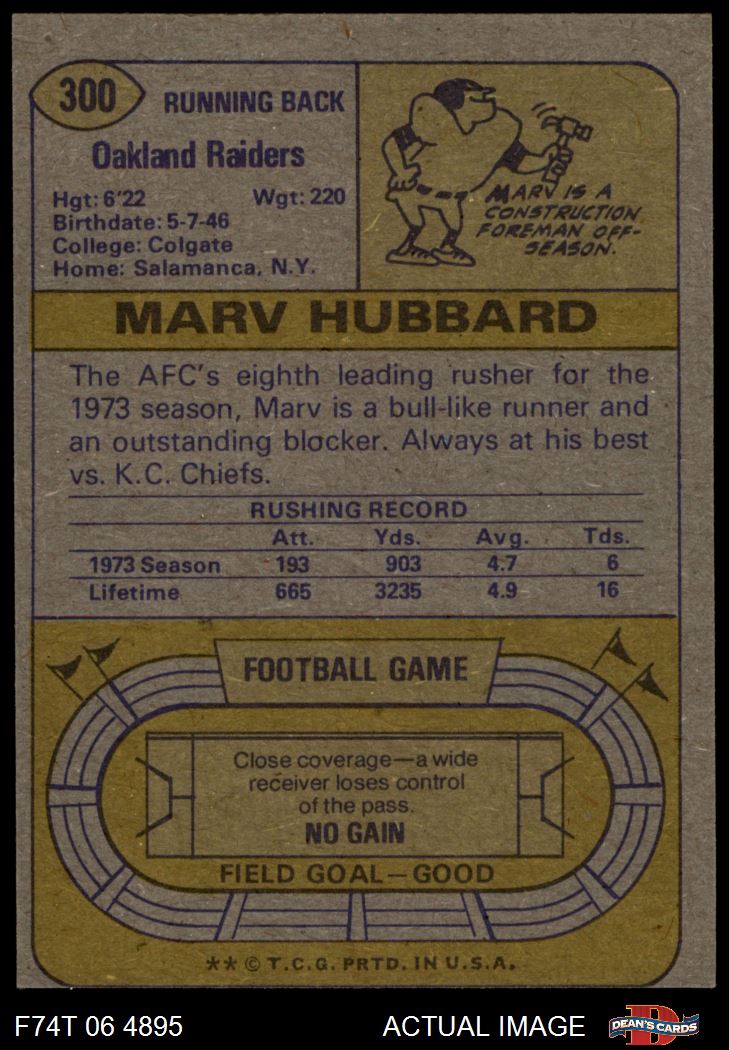 300
RUNNING BACK
Oakland Raiders
Hgt: 6'22 Wgt: 220
Birthdate: 5-7-46
College: Colgate
Home: Salamanca, N.Y.
MARV IS A
CONSTRUCTION
FOREMAN OFF-
SEASON.
MARV HUBBARD
The AFC's eighth leading rusher for the
1973 season, Marv is a bull-like runner and
an outstanding blocker. Always at his best
vs. K.C. Chiefs.
RUSHING RECORD
Att. Yds. Avg. Tds.
1973 Season 193 903 4.7 6
Lifetime 665 3235 4.9 16
FOOTBALL GAME
Close coverage—a wide
receiver loses control
of the pass.
NO GAIN
FIELD GOAL—GOOD
** © T.C.G. PRTD. IN U.S.A.
F74T 06 4895 ACTUAL IMAGE D DEAN'S CARDS